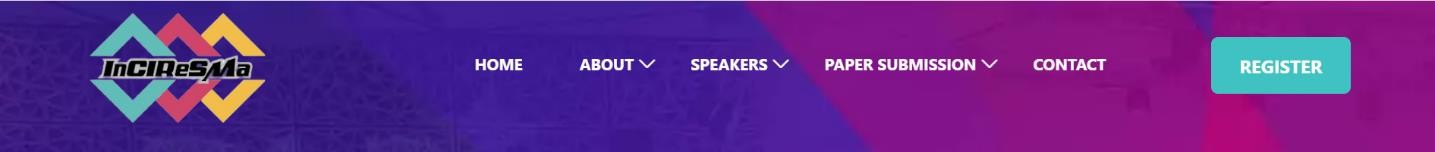 InCIReSMa
HOME ABOUT SPEAKERS PAPER SUBMISSION CONTACT REGISTER